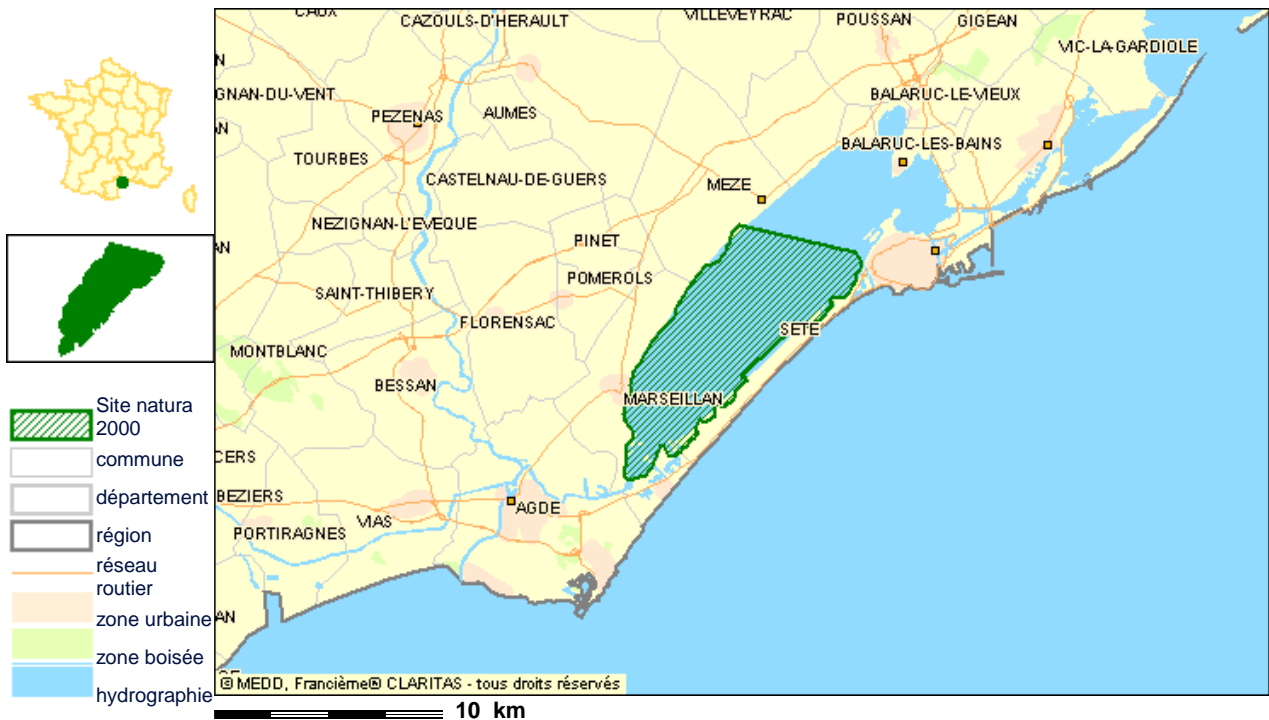 CAUX
CAZOULS-D'HERAULT
VILLEVEYRAC
POUSSAN
GIGEAN
VIC-LA-GARDIOLE
N
GNAN-DU-VENT
PEZENAS
AUMES
BALARUC-LE-VIEUX
N
TOURBES
BALARUC-LES-BAINS
CASTELNAU-DE-GUERS
MEZE
NEZIGNAN-L'EVEQUE
AN
PINET
POMEROLS
SAINT-THIBERY
FLORENSAC
SETE
MONTBLANC
BESSAN
MARSEILLAN
CERS
BEZIERS
AGDE
VIAS
PORTIRAGNES
AN
Site natura
2000
commune
département
région
réseau
routier
zone urbaine
zone boisée
hydrographie
© MEDD, Francième® CLARITAS - tous droits réservés
10 km